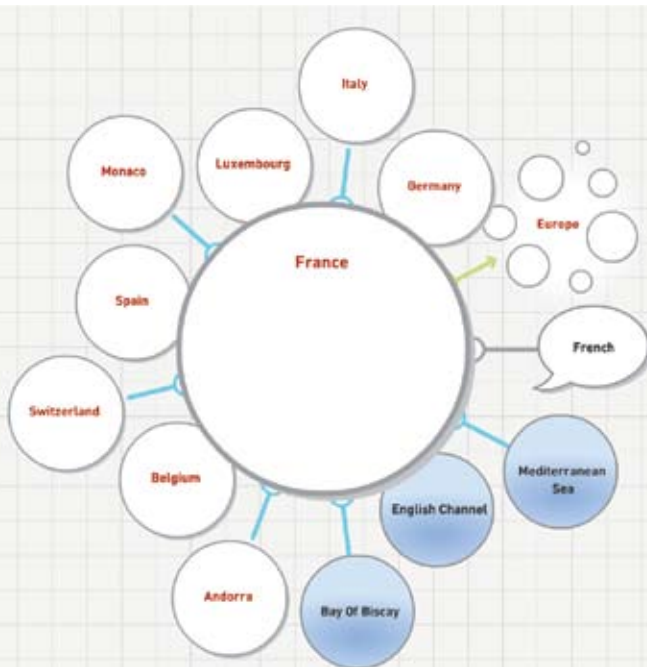 Italy
Monaco
Luxembourg
Germany
Europe
France
Spain
French
Switzerland
Belgium
Mediterranean
Sea
English Channel
Andorra
Bay Of Biscay